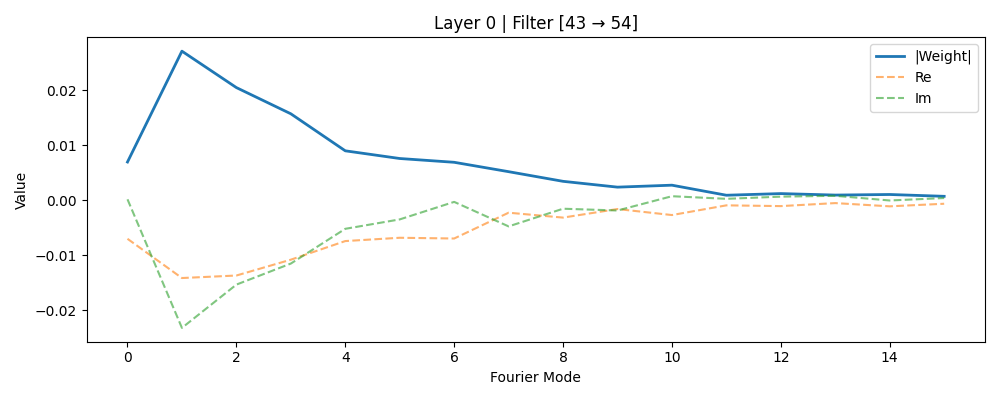 Layer 0 | Filter [43 → 54]
|Weight|
Re
Im
0.02
0.01
0.00
−0.01
−0.02
Value
0 2 4 6 8 10 12 14
Fourier Mode